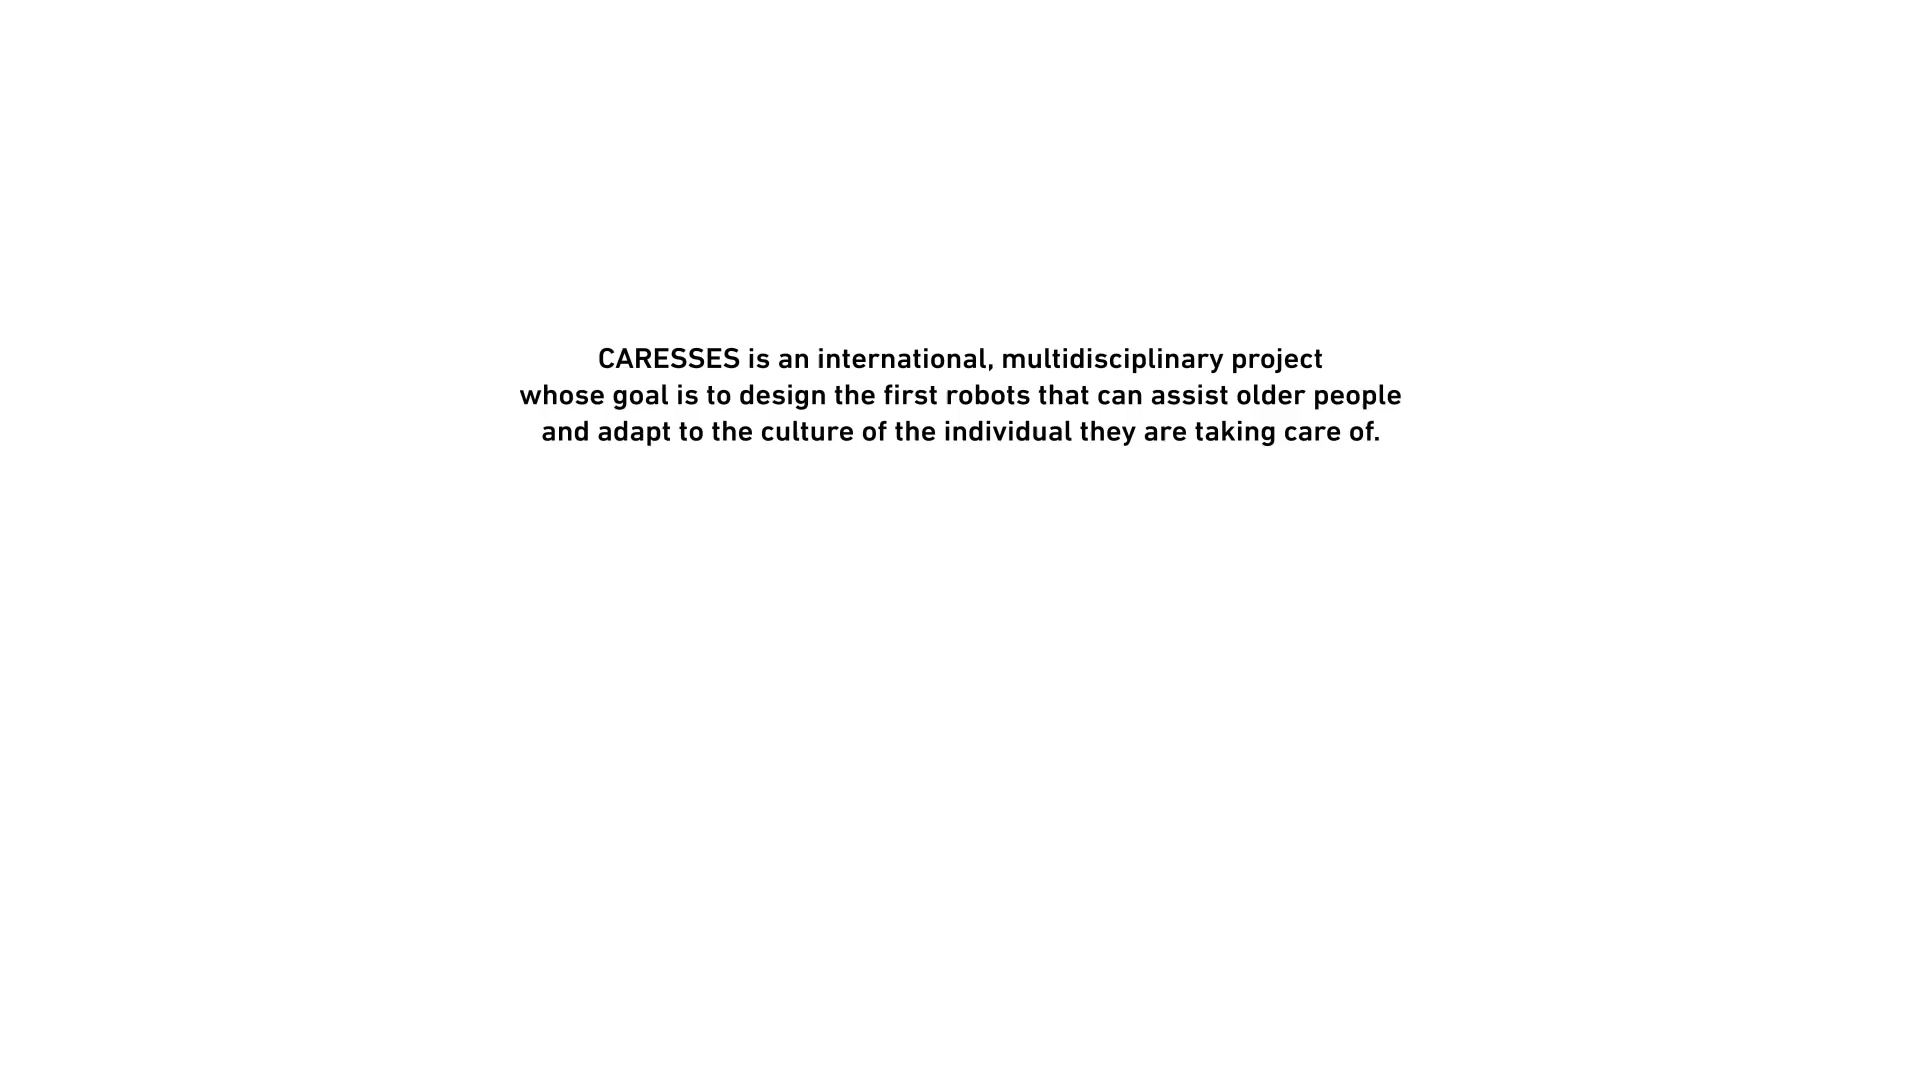 CARESSES is an international, multidisciplinary project
whose goal is to design the first robots that can assist older people
and adapt to the culture of the individual they are taking care of.